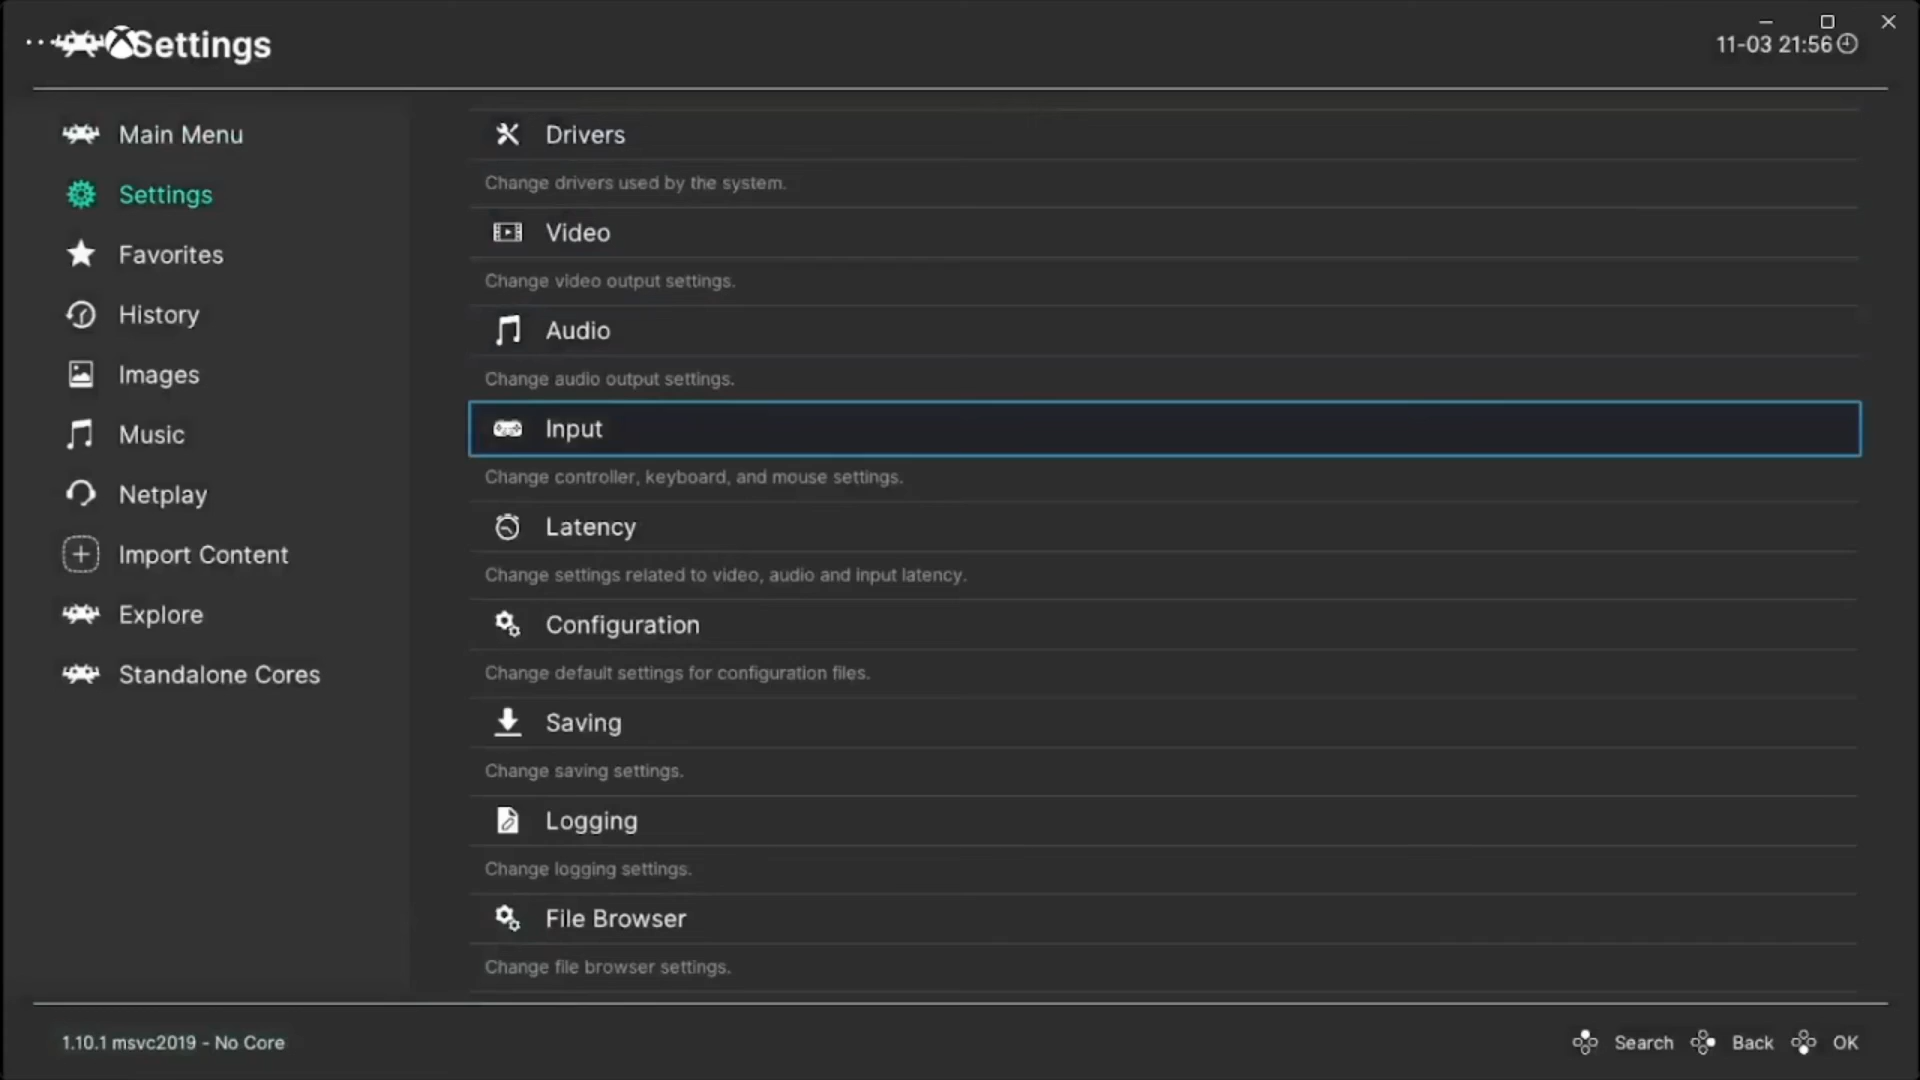 Settings
11-03 21:56
Main Menu
Settings
Favorites
History
Images
Music
Netplay
Import Content
Explore
Standalone Cores
Drivers
Change drivers used by the system.
Video
Change video output settings.
Audio
Change audio output settings.
Input
Change controller, keyboard, and mouse settings.
Latency
Change settings related to video, audio and input latency.
Configuration
Change default settings for configuration files.
Saving
Change saving settings.
Logging
Change logging settings.
File Browser
Change file browser settings.
1.10.1 msvc2019 - No Core
Search Back OK